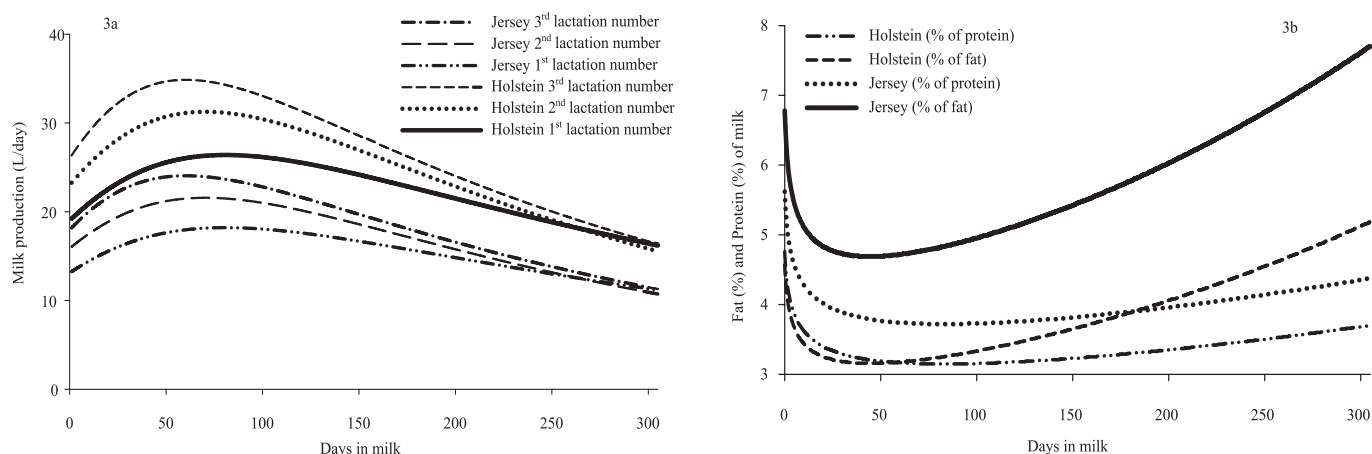 3a
Jersey 3rd lactation number
Jersey 2nd lactation number
Jersey 1st lactation number
Holstein 3rd lactation number
Holstein 2nd lactation number
Holstein 1st lactation number
Milk production (L/day)
40
30
20
10
0
0 50 100 150 200 250 300
Days in milk
3b
Holstein (% of protein)
Holstein (% of fat)
Jersey (% of protein)
Jersey (% of fat)
Fat (%) and Protein (%) of milk
8
7
6
5
4
3
0 50 100 150 200 250 300
Days in milk